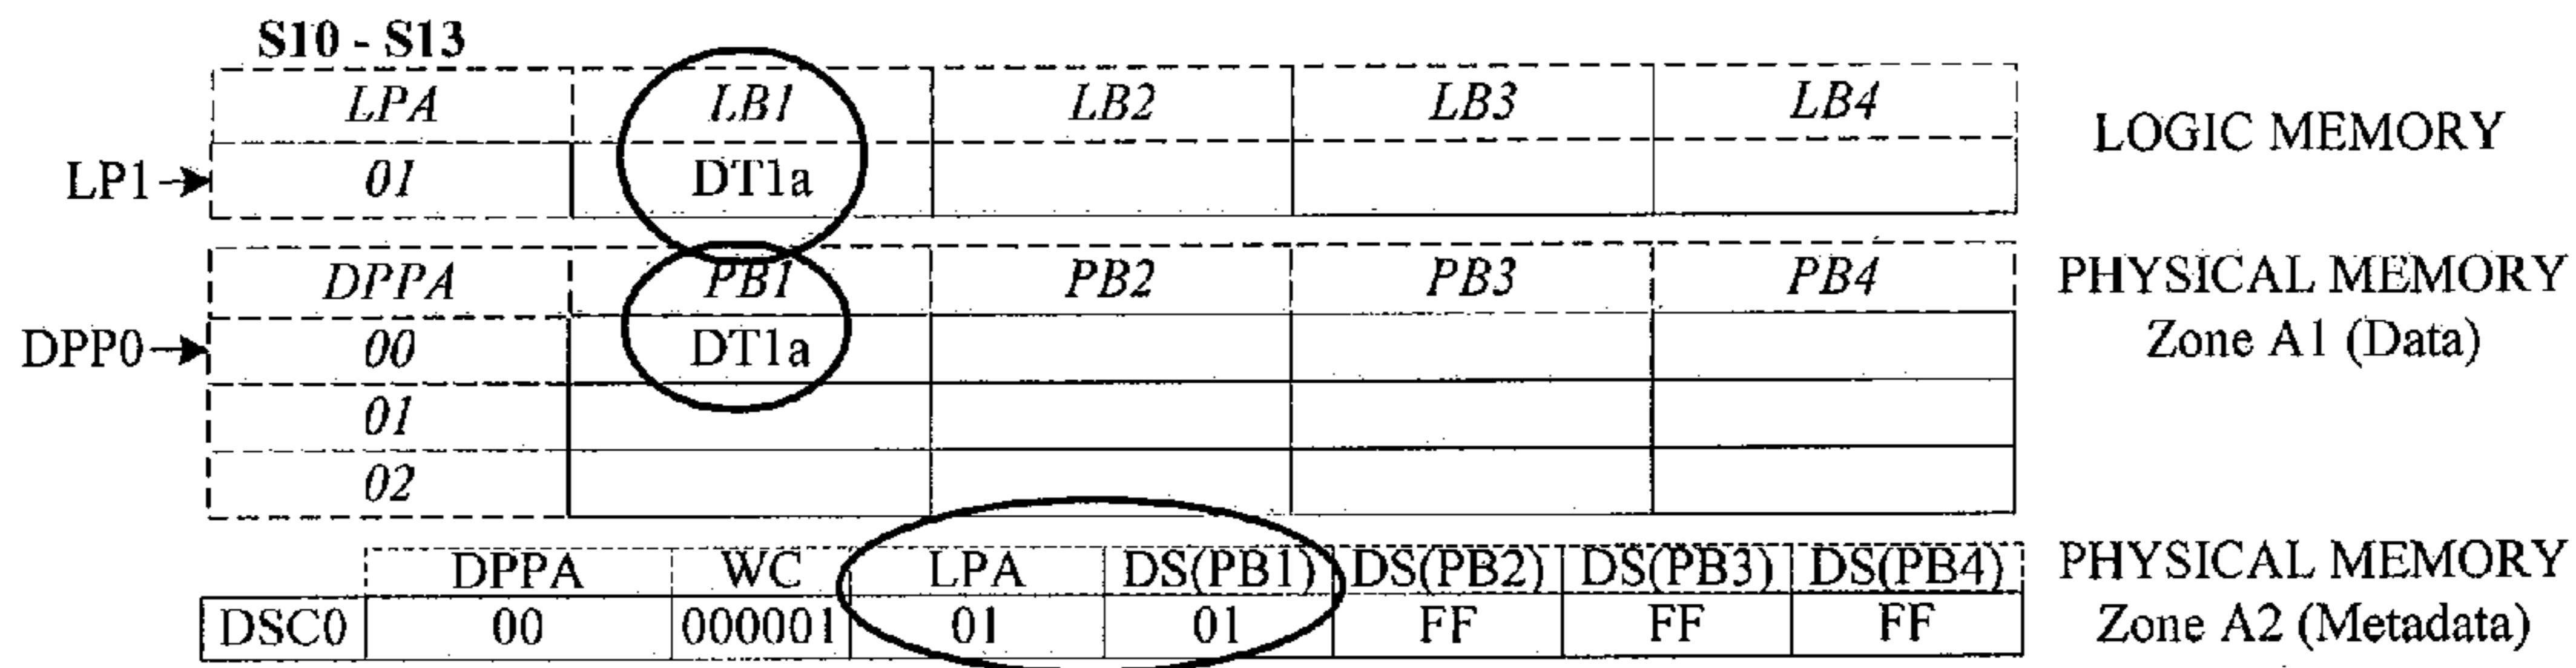 S10 - S13
LPA LB1 LB2 LB3 LB4
LP1 01 DT1a
LOGIC MEMORY
DPPA PB1 PB2 PB3 PB4
DPP0 00 DT1a
01
02
PHYSICAL MEMORY
Zone A1 (Data)
DPPA WC LPA DS(PB1) DS(PB2) DS(PB3) DS(PB4)
DSC0 00 000001 01 01 FF FF FF
PHYSICAL MEMORY
Zone A2 (Metadata)